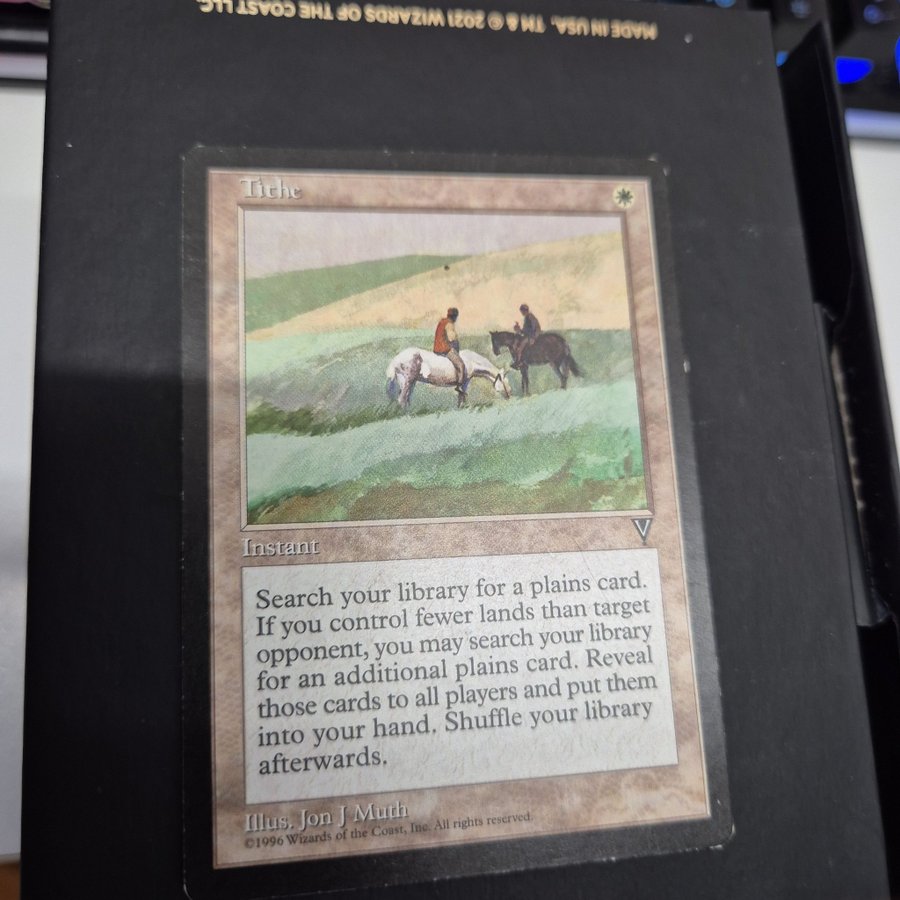 MADE IN USA. TM & © 2021 WIZARDS OF THE COAST LLC.
Tithe
Instant
Search your library for a plains card.
If you control fewer lands than target
opponent, you may search your library
for an additional plains card. Reveal
those cards to all players and put them
into your hand. Shuffle your library
afterwards.
Illus. Jon J Muth
©1996 Wizards of the Coast, Inc. All rights reserved.